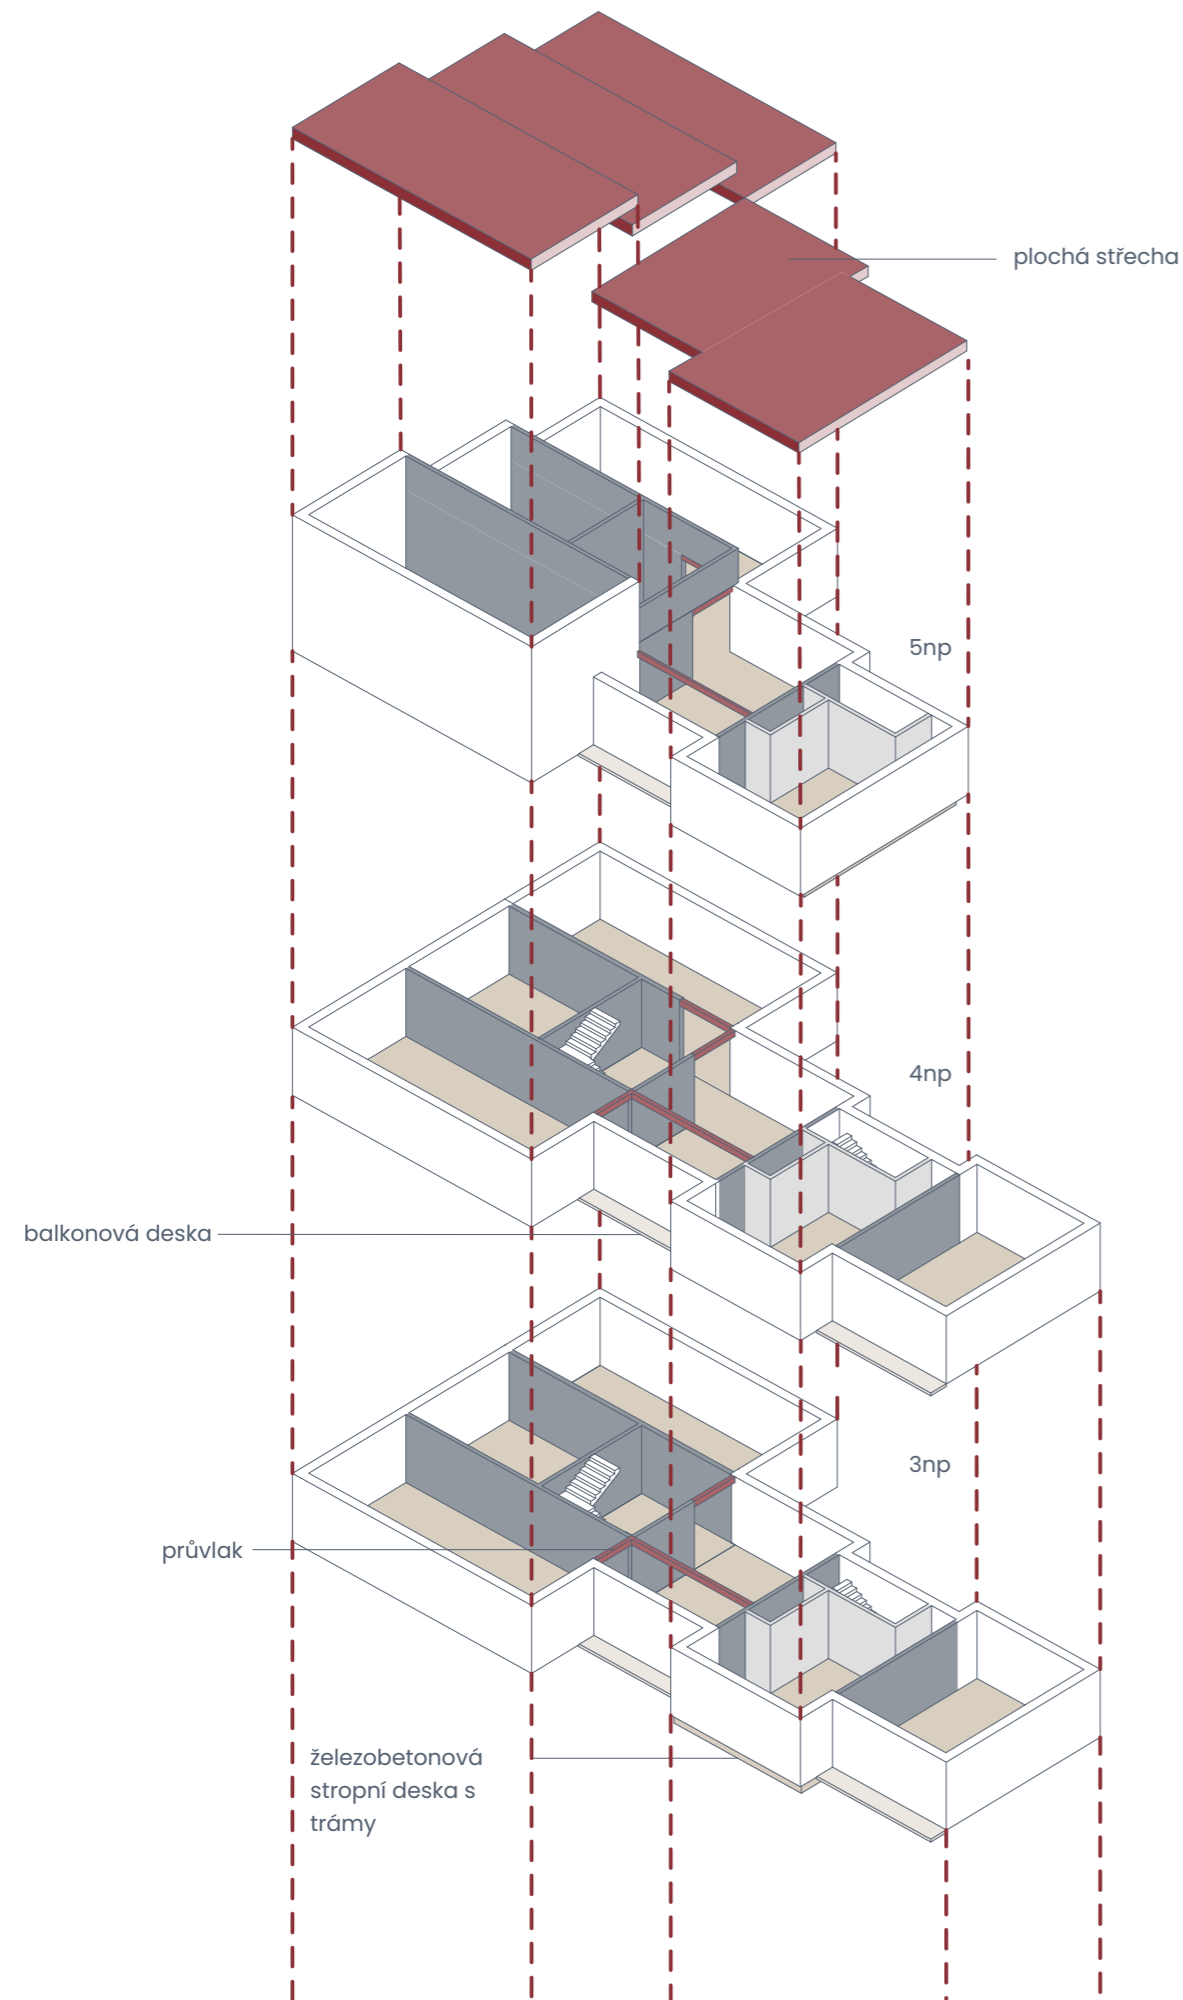 plochá střecha
5np
4np
balkonová deska
3np
průvlak
železobetonová
stropní deska s
trámy